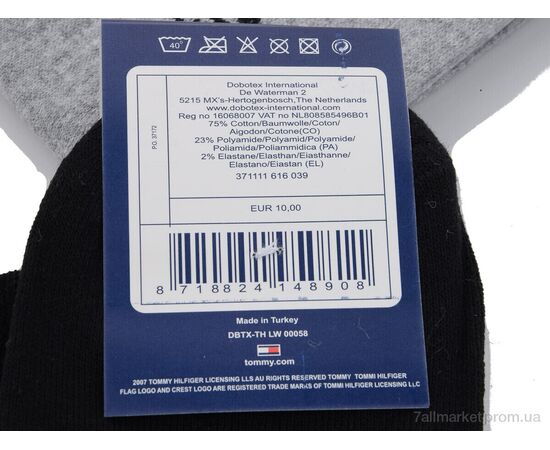 40°
Dobotex International
De Waterman 2
5215 MX's-Hertogenbosch,The Netherlands
www.dobotex-international.com
Reg no 16068007 VAT no NL808585496B01
75% Cotton/Baumwolle/Coton/
Aigodon/Cotone(CO)
23% Polyamide/Polyamid/Polyamide/
Poliamida/Poliammidica (PA)
2% Elastane/Elasthan/Eiasthanne/
Elastano/Eiastan (EL)
371111 616 039
P.O. 37172
EUR 10,00
8 718824 148908
Made in Turkey
DBTX-TH LW 00058
tommy.com
2007 TOMMY HILFIGER LICENSING LLS AU RIGHTS RESERVED TOMMY TOMMI HILFIGER
FLAG LOGO AND CREST LOGO ARE REGISTERED TRADE MARKS OF TOMMI HILFIGER LICENSING LLC
7allmarket.prom.ua